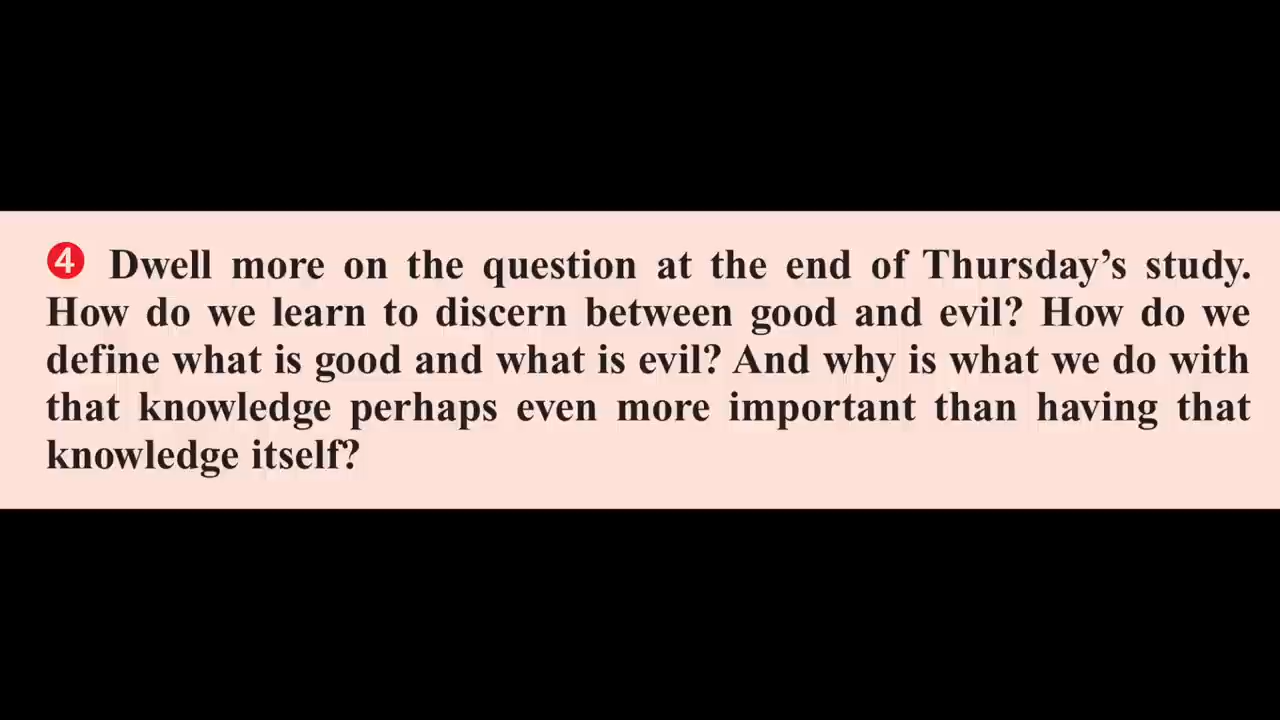 4 Dwell more on the question at the end of Thursday’s study.
How do we learn to discern between good and evil? How do we
define what is good and what is evil? And why is what we do with
that knowledge perhaps even more important than having that
knowledge itself?